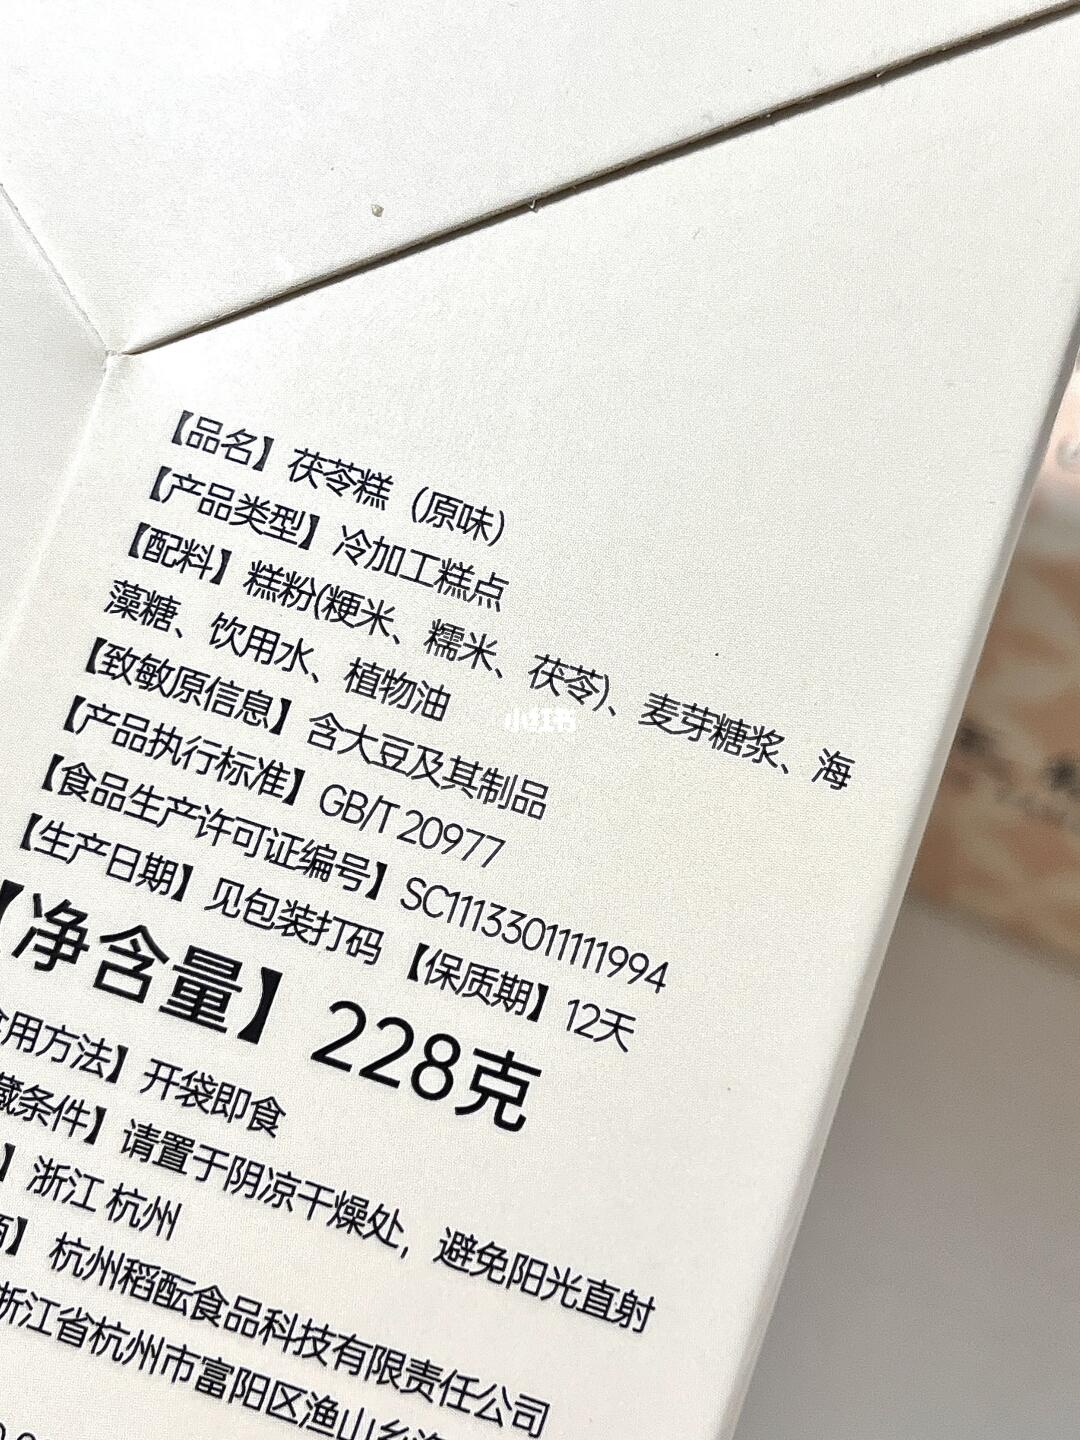 【品名】茯苓糕（原味）
【产品类型】冷加工糕点
【配料】糕粉(粳米、糯米、茯苓)、麦芽糖浆、海
藻糖、饮用水、植物油
【致敏原信息】含大豆及其制品
【产品执行标准】GB/T 20977
【食品生产许可证编号】SC11133011111994
【生产日期】见包装打码【保质期】12天
【净含量】228克
食用方法】开袋即食
藏条件】请置于阴凉干燥处，避免阳光直射
】浙江 杭州
商】杭州稻酝食品科技有限责任公司
浙江省杭州市富阳区渔山乡
小红书